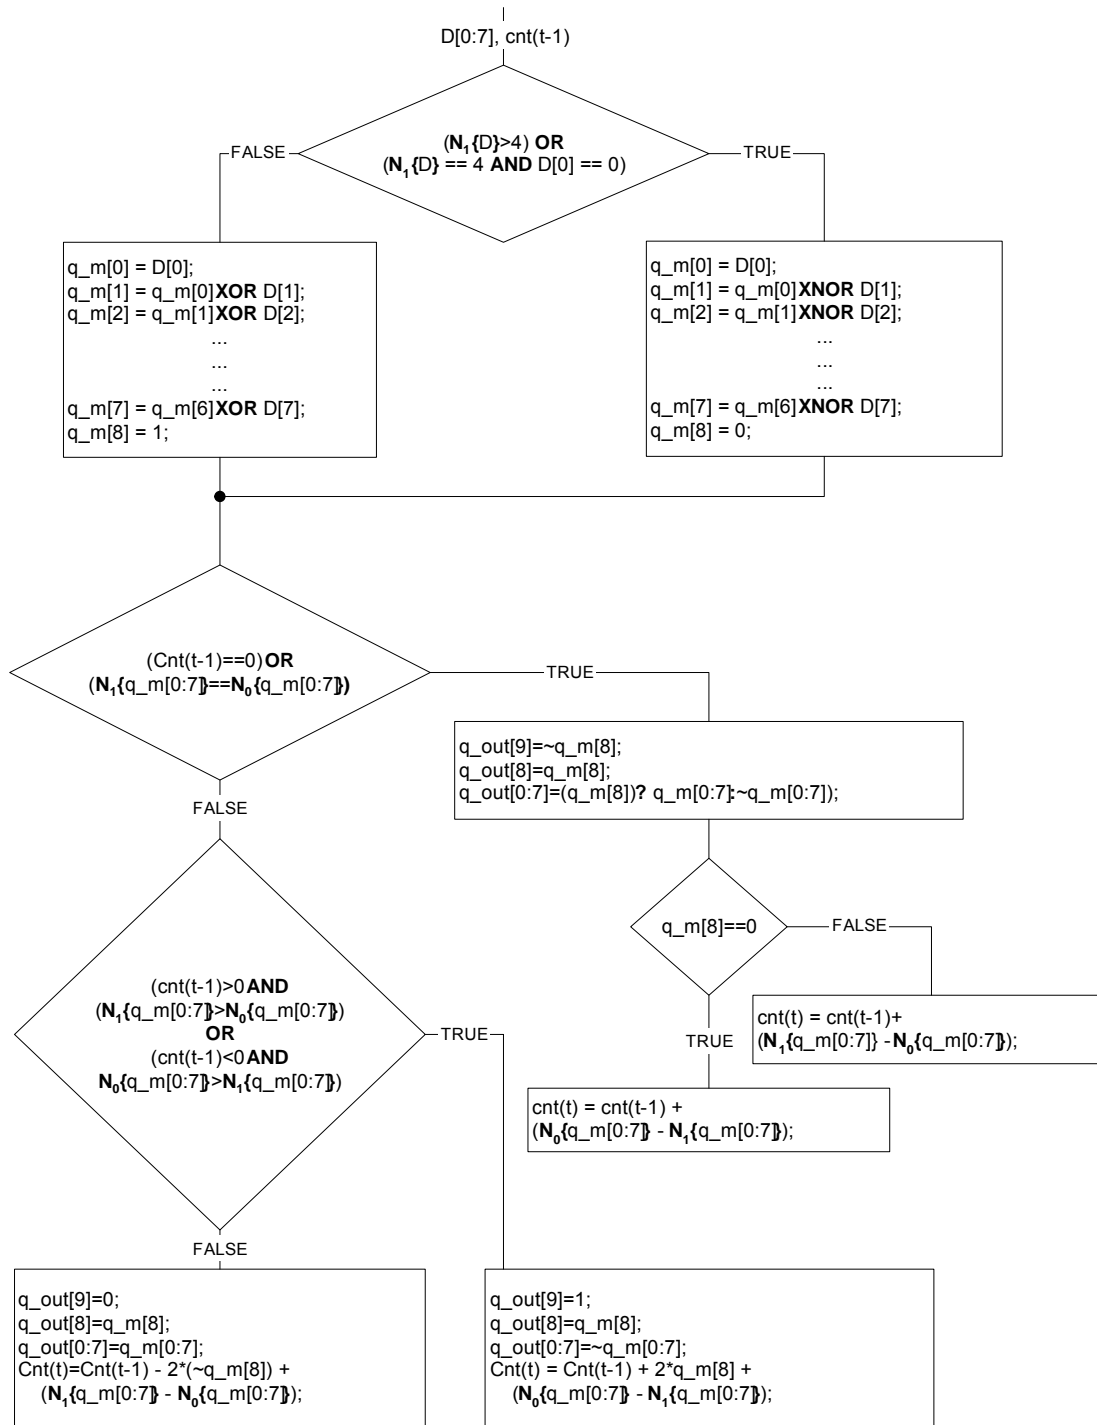 D[0:7], cnt(t-1)
(N1{D}>4) OR
(N1{D} == 4 AND D[0] == 0)
FALSE
TRUE
q_m[0] = D[0];
q_m[1] = q_m[0]XOR D[1];
q_m[2] = q_m[1]XOR D[2];
...
...
...
q_m[7] = q_m[6]XOR D[7];
q_m[8] = 1;
q_m[0] = D[0];
q_m[1] = q_m[0]XNOR D[1];
q_m[2] = q_m[1]XNOR D[2];
...
...
...
q_m[7] = q_m[6]XNOR D[7];
q_m[8] = 0;
(Cnt(t-1)==0)OR
(N1{q_m[0:7]}==N0{q_m[0:7]})
TRUE
FALSE
q_out[9]=~q_m[8];
q_out[8]=q_m[8];
q_out[0:7]=(q_m[8])? q_m[0:7]:~q_m[0:7]);
q_m[8]==0
FALSE
TRUE
cnt(t) = cnt(t-1)+
(N1{q_m[0:7]} -N0{q_m[0:7]});
cnt(t) = cnt(t-1) +
(N0{q_m[0:7]} - N1{q_m[0:7]});
(cnt(t-1)>0AND
(N1{q_m[0:7]}>N0{q_m[0:7]})
OR
(cnt(t-1)<0AND
N0{q_m[0:7]}>N1{q_m[0:7]})
TRUE
FALSE
q_out[9]=0;
q_out[8]=q_m[8];
q_out[0:7]=q_m[0:7];
Cnt(t)=Cnt(t-1) - 2*(~q_m[8]) +
(N1{q_m[0:7]} - N0{q_m[0:7]});
q_out[9]=1;
q_out[8]=q_m[8];
q_out[0:7]=~q_m[0:7];
Cnt(t) = Cnt(t-1) + 2*q_m[8] +
(N0{q_m[0:7]} - N1{q_m[0:7]});